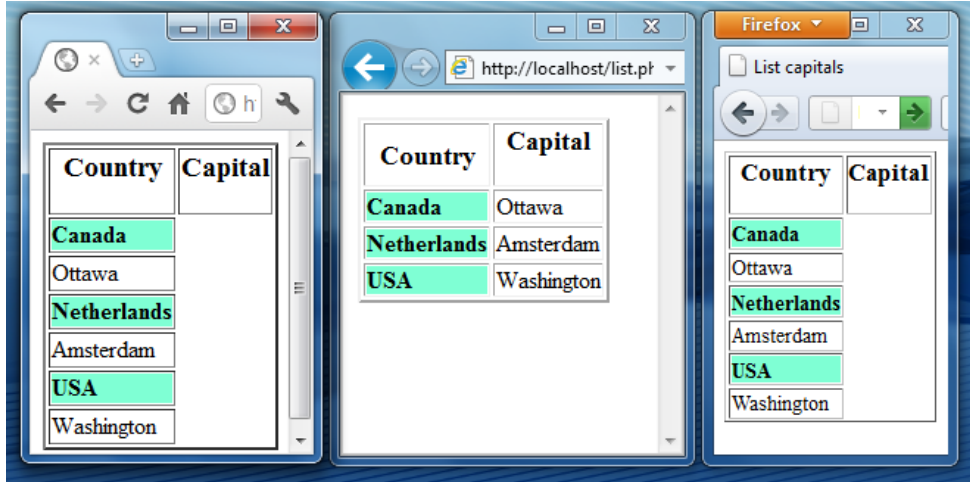 h
Country Capital
Canada
Ottawa
Netherlands
Amsterdam
USA
Washington
http://localhost/list.ph
Country Capital
Canada Ottawa
Netherlands Amsterdam
USA Washington
Firefox
List capitals
Country Capital
Canada
Ottawa
Netherlands
Amsterdam
USA
Washington